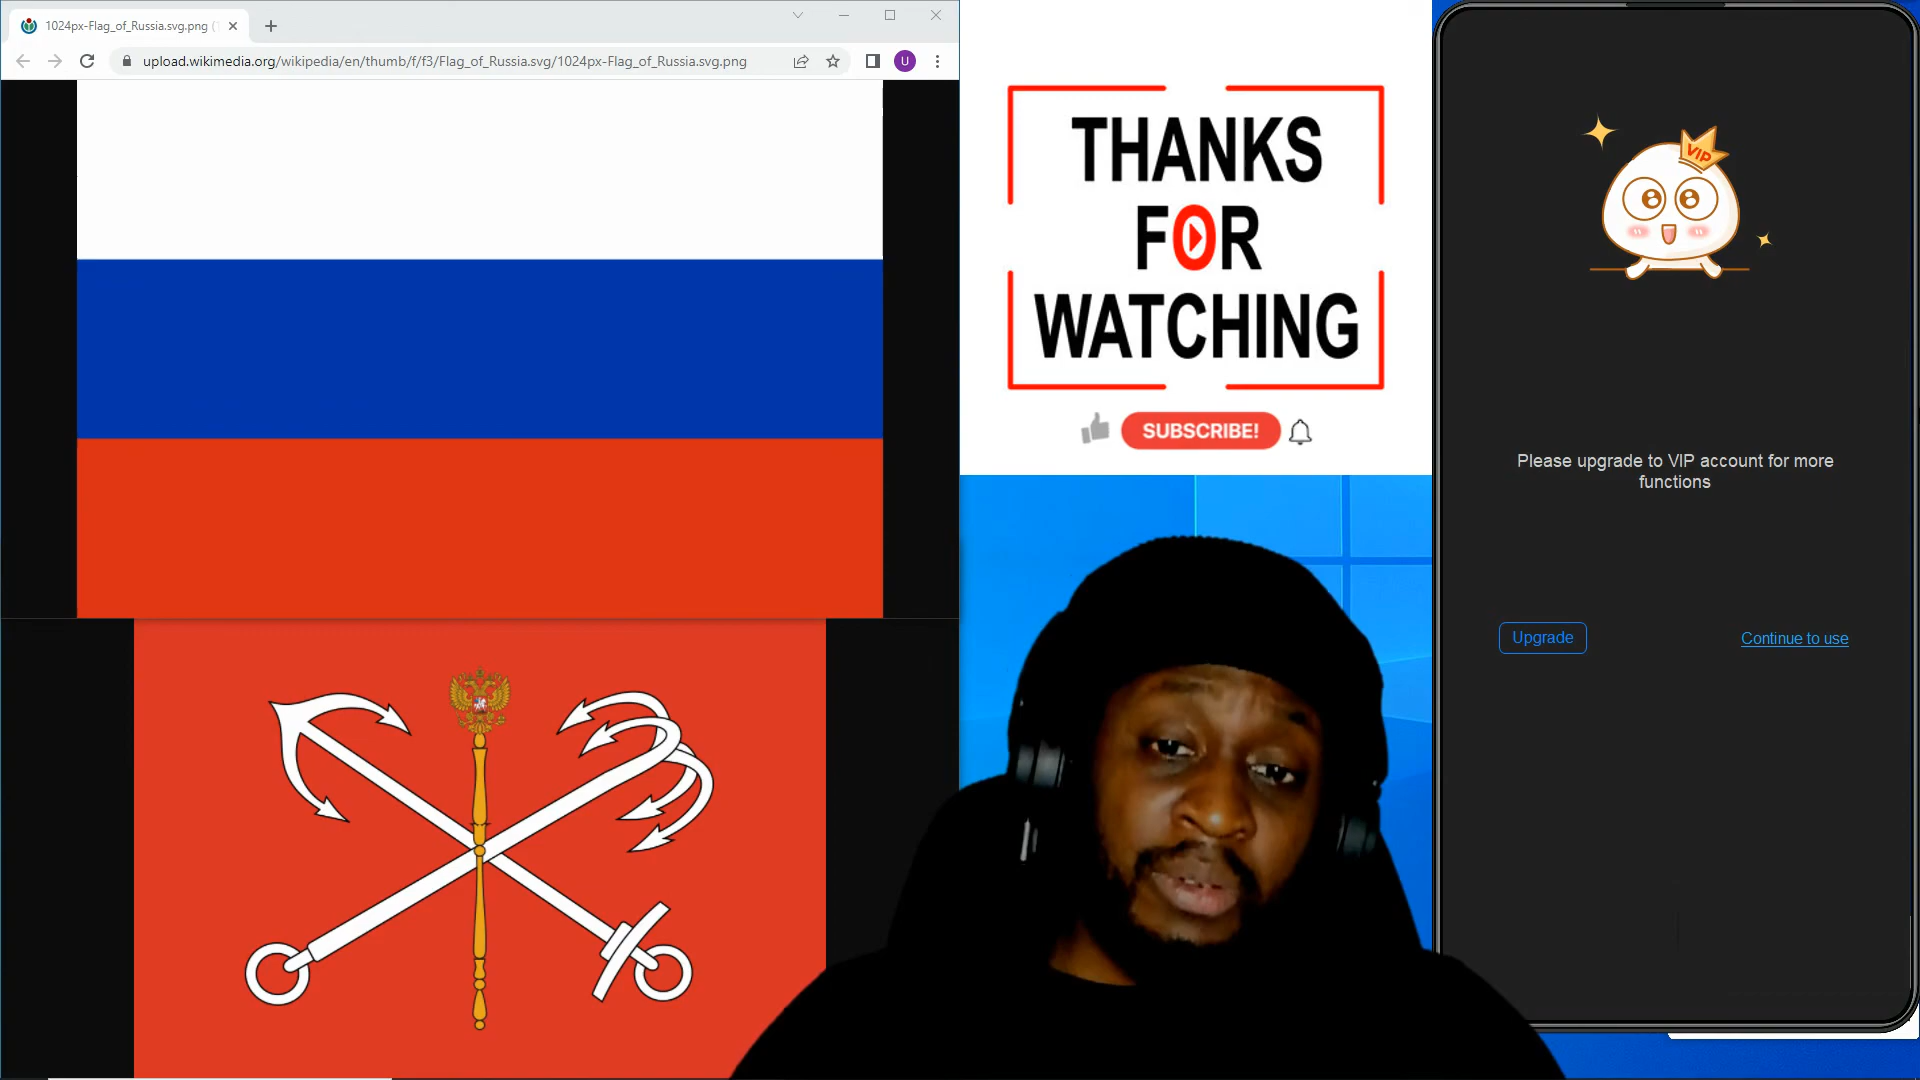 1024px-Flag_of_Russia.svg.png (
upload.wikimedia.org/wikipedia/en/thumb/f/f3/Flag_of_Russia.svg/1024px-Flag_of_Russia.svg.png
U
THANKS
FOR
WATCHING
SUBSCRIBE!
VIP
Please upgrade to VIP account for more
functions
Upgrade
Continue to use